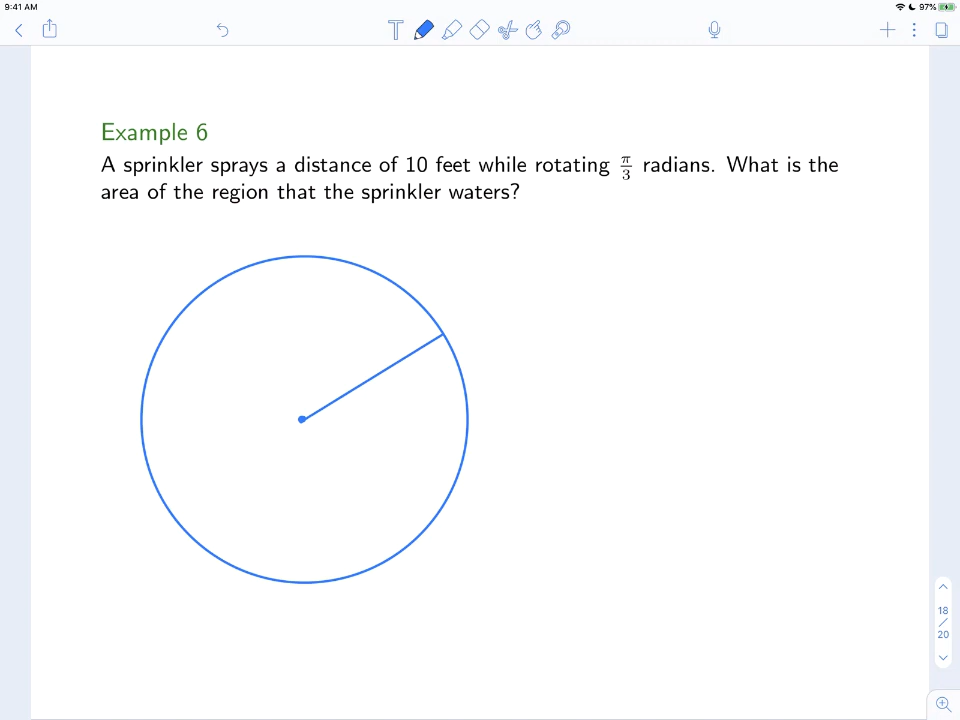 9:41 AM
97%
T
Example 6
A sprinkler sprays a distance of 10 feet while rotating π/3 radians. What is the
area of the region that the sprinkler waters?
18
/
20